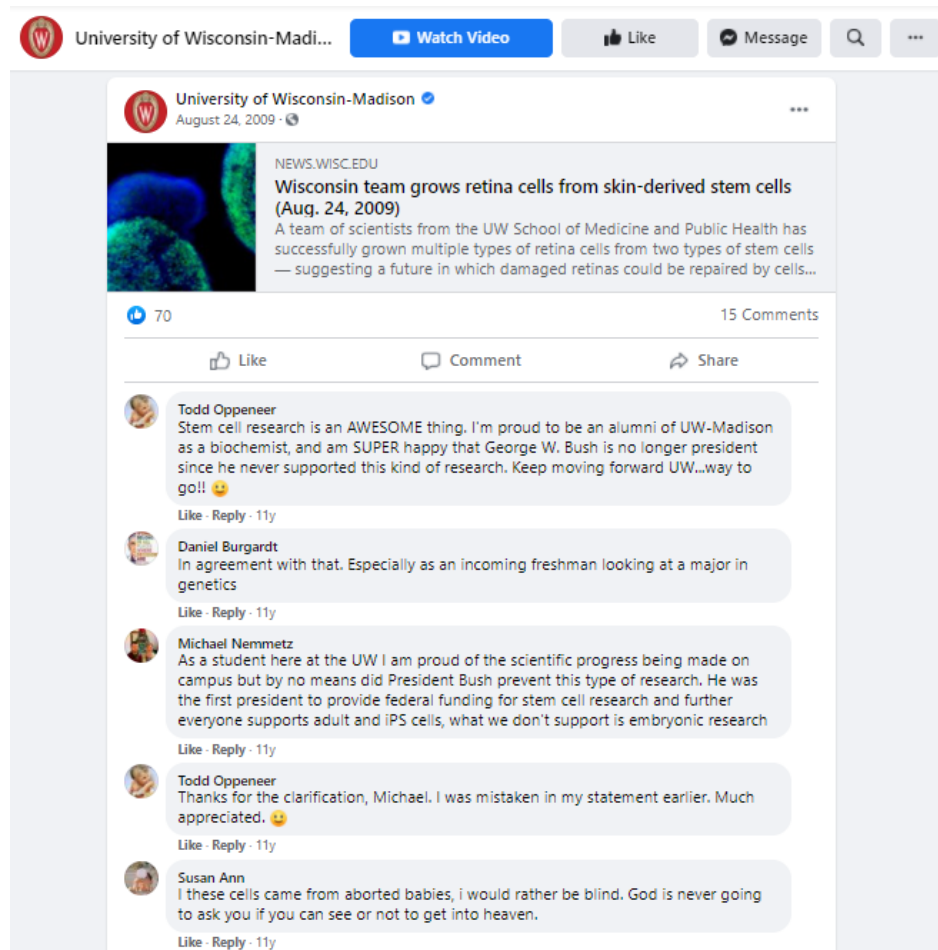 University of Wisconsin-Madi...
Watch Video
Like
Message
University of Wisconsin-Madison
August 24, 2009 ·
NEWS.WISC.EDU
Wisconsin team grows retina cells from skin-derived stem cells
(Aug. 24, 2009)
A team of scientists from the UW School of Medicine and Public Health has
successfully grown multiple types of retina cells from two types of stem cells
— suggesting a future in which damaged retinas could be repaired by cells...
70
15 Comments
Like
Comment
Share
Todd Oppeneer
Stem cell research is an AWESOME thing. I'm proud to be an alumni of UW-Madison
as a biochemist, and am SUPER happy that George W. Bush is no longer president
since he never supported this kind of research. Keep moving forward UW...way to
go!! 🙂
Like · Reply · 11y
Daniel Burgardt
In agreement with that. Especially as an incoming freshman looking at a major in
genetics
Like · Reply · 11y
Michael Nemmetz
As a student here at the UW I am proud of the scientific progress being made on
campus but by no means did President Bush prevent this type of research. He was
the first president to provide federal funding for stem cell research and further
everyone supports adult and iPS cells, what we don't support is embryonic research
Like · Reply · 11y
Todd Oppeneer
Thanks for the clarification, Michael. I was mistaken in my statement earlier. Much
appreciated. 🙂
Like · Reply · 11y
Susan Ann
I these cells came from aborted babies, i would rather be blind. God is never going
to ask you if you can see or not to get into heaven.
Like · Reply · 11y